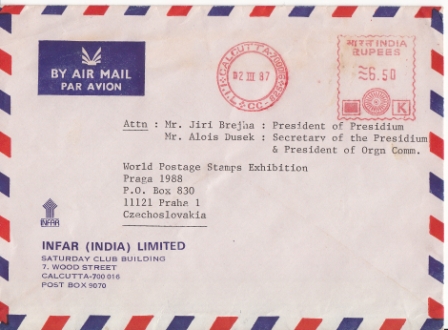 BY AIR MAIL
PAR AVION
CALCUTTA-700016
02 III 87
भारत INDIA
RUPEES
6.50
K
Attn : Mr. Jiri Brejha : President of Presidium
Mr. Alois Dusek : Secretary of the Presidium
& President of Orgn Comm.
World Postage Stamps Exhibition
Praga 1988
P.O. Box 830
11121 Praha 1
Czechoslovakia
INFAR
INFAR (INDIA) LIMITED
SATURDAY CLUB BUILDING
7. WOOD STREET
CALCUTTA-700 016
POST BOX 9070